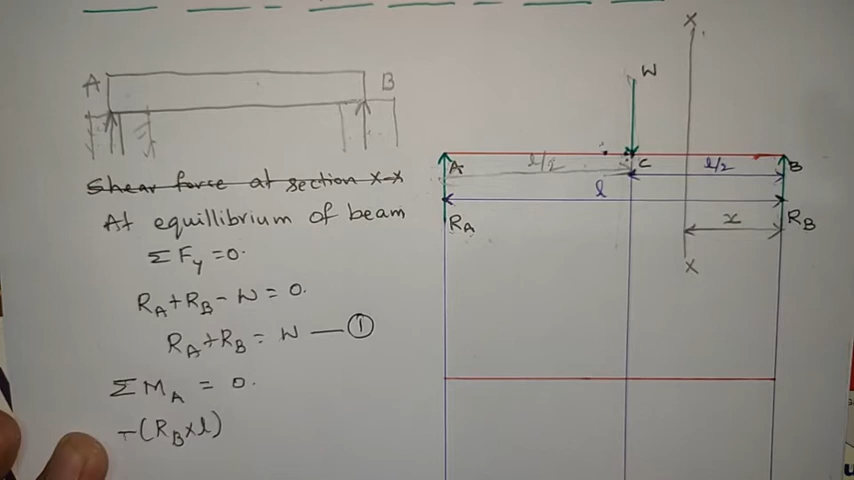 A B
Shear force at section x-x
At equillibrium of beam
ΣFy = 0.
RA + RB - W = 0.
RA + RB = W — ①
ΣMA = 0.
-(RB×l)
X
W
A l/2 C l/2 B
l
RA x RB
X